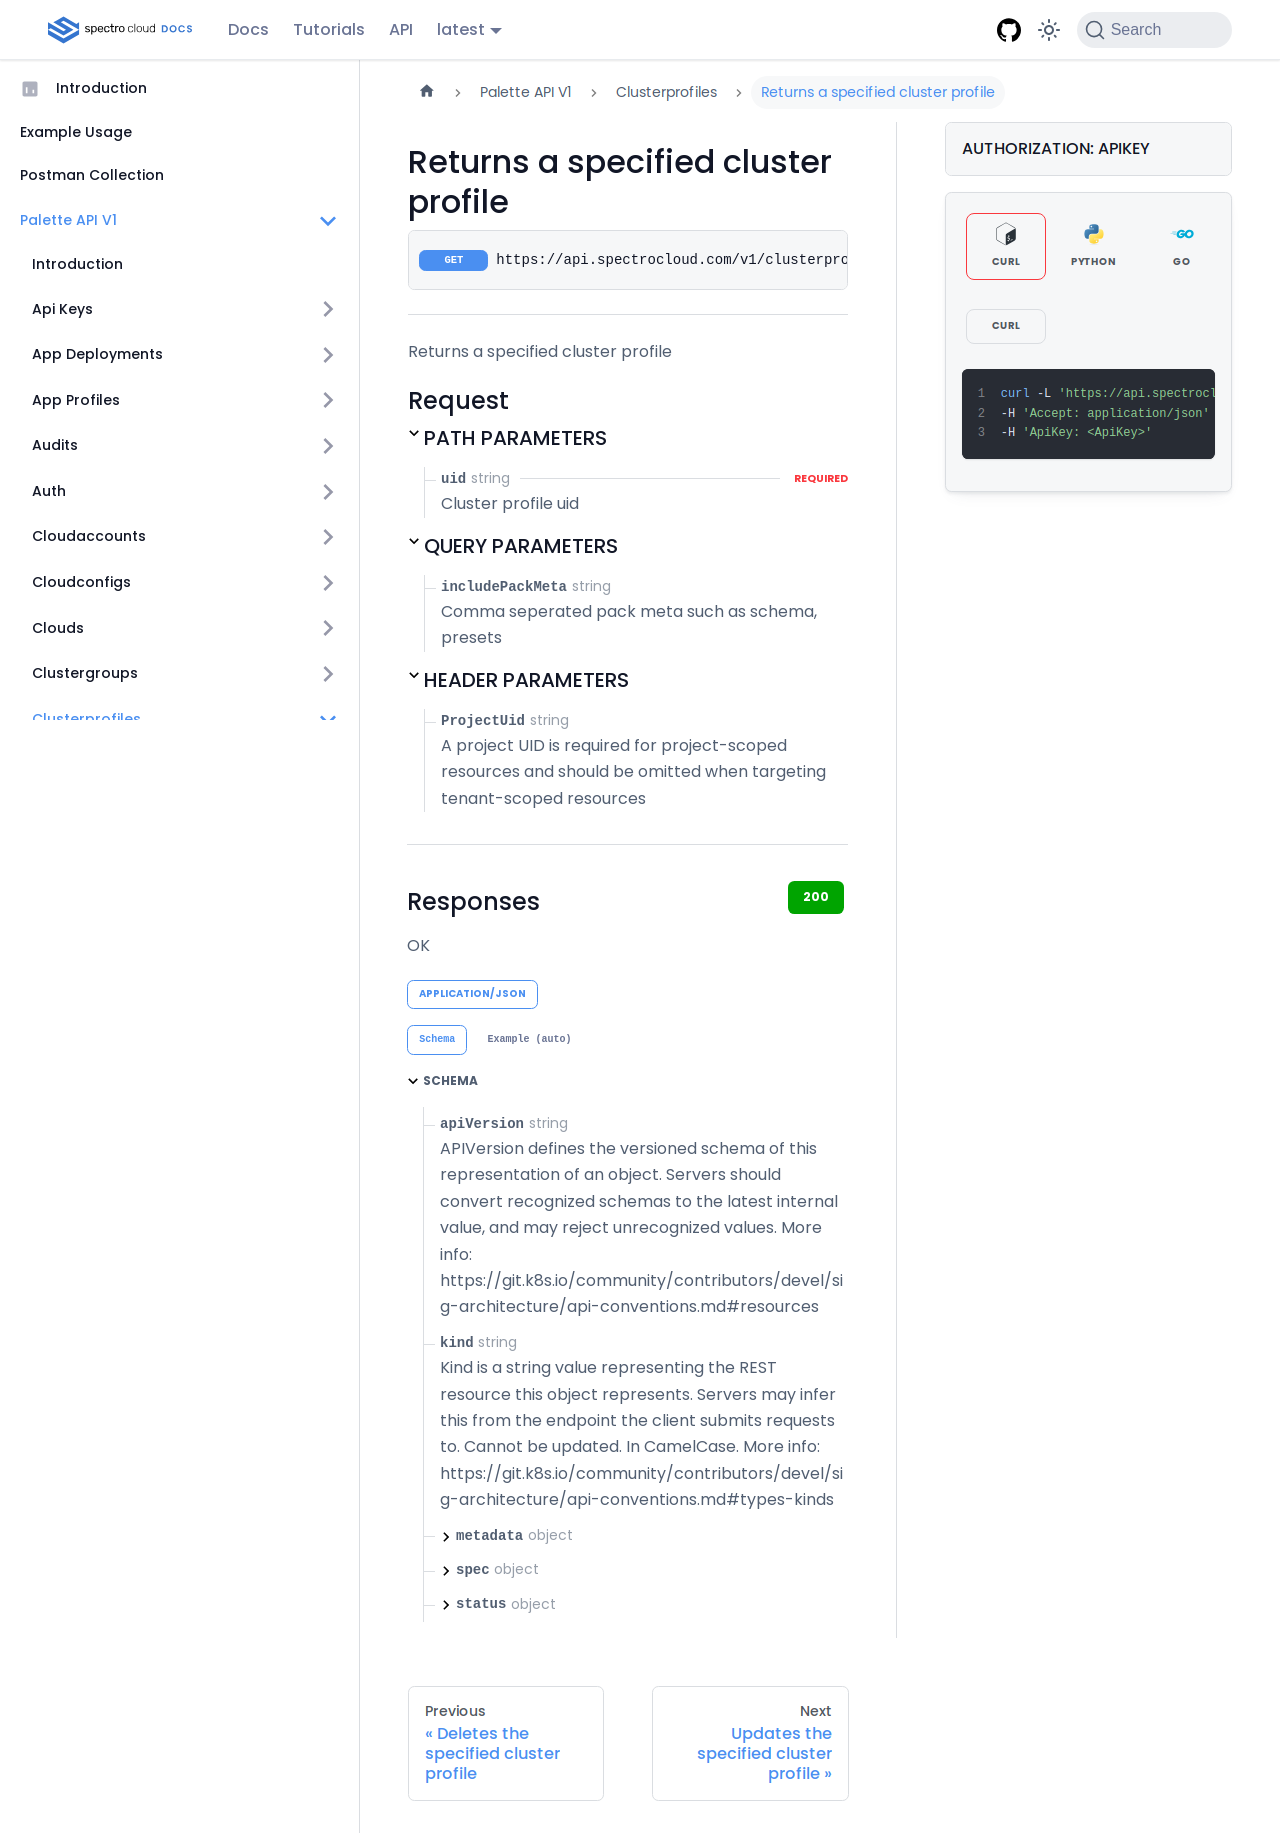 spectro cloud DOCS
Docs
Tutorials
API
latest
Search
Introduction
Example Usage
Postman Collection
Palette API V1
Introduction
Api Keys
App Deployments
App Profiles
Audits
Auth
Cloudaccounts
Cloudconfigs
Clouds
Clustergroups
Clusterprofiles
Palette API V1
Clusterprofiles
Returns a specified cluster profile
Returns a specified cluster
profile
GET https://api.spectrocloud.com/v1/clusterpro
Returns a specified cluster profile
Request
PATH PARAMETERS
uid string REQUIRED
Cluster profile uid
QUERY PARAMETERS
includePackMeta string
Comma seperated pack meta such as schema,
presets
HEADER PARAMETERS
ProjectUid string
A project UID is required for project-scoped
resources and should be omitted when targeting
tenant-scoped resources
Responses
200
OK
APPLICATION/JSON
Schema
Example (auto)
SCHEMA
apiVersion string
APIVersion defines the versioned schema of this
representation of an object. Servers should
convert recognized schemas to the latest internal
value, and may reject unrecognized values. More
info:
https://git.k8s.io/community/contributors/devel/si
g-architecture/api-conventions.md#resources
kind string
Kind is a string value representing the REST
resource this object represents. Servers may infer
this from the endpoint the client submits requests
to. Cannot be updated. In CamelCase. More info:
https://git.k8s.io/community/contributors/devel/si
g-architecture/api-conventions.md#types-kinds
metadata object
spec object
status object
AUTHORIZATION: APIKEY
CURL
PYTHON
GO
GO
CURL
1 curl -L 'https://api.spectrocl
2 -H 'Accept: application/json'
3 -H 'ApiKey: <ApiKey>'
Previous
« Deletes the
specified cluster
profile
Next
Updates the
specified cluster
profile »